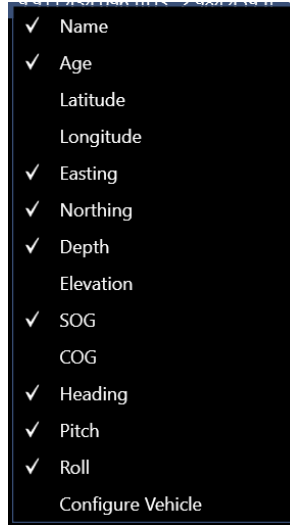 ✓ Name
✓ Age
Latitude
Longitude
✓ Easting
✓ Northing
✓ Depth
Elevation
✓ SOG
COG
✓ Heading
✓ Pitch
✓ Roll
Configure Vehicle